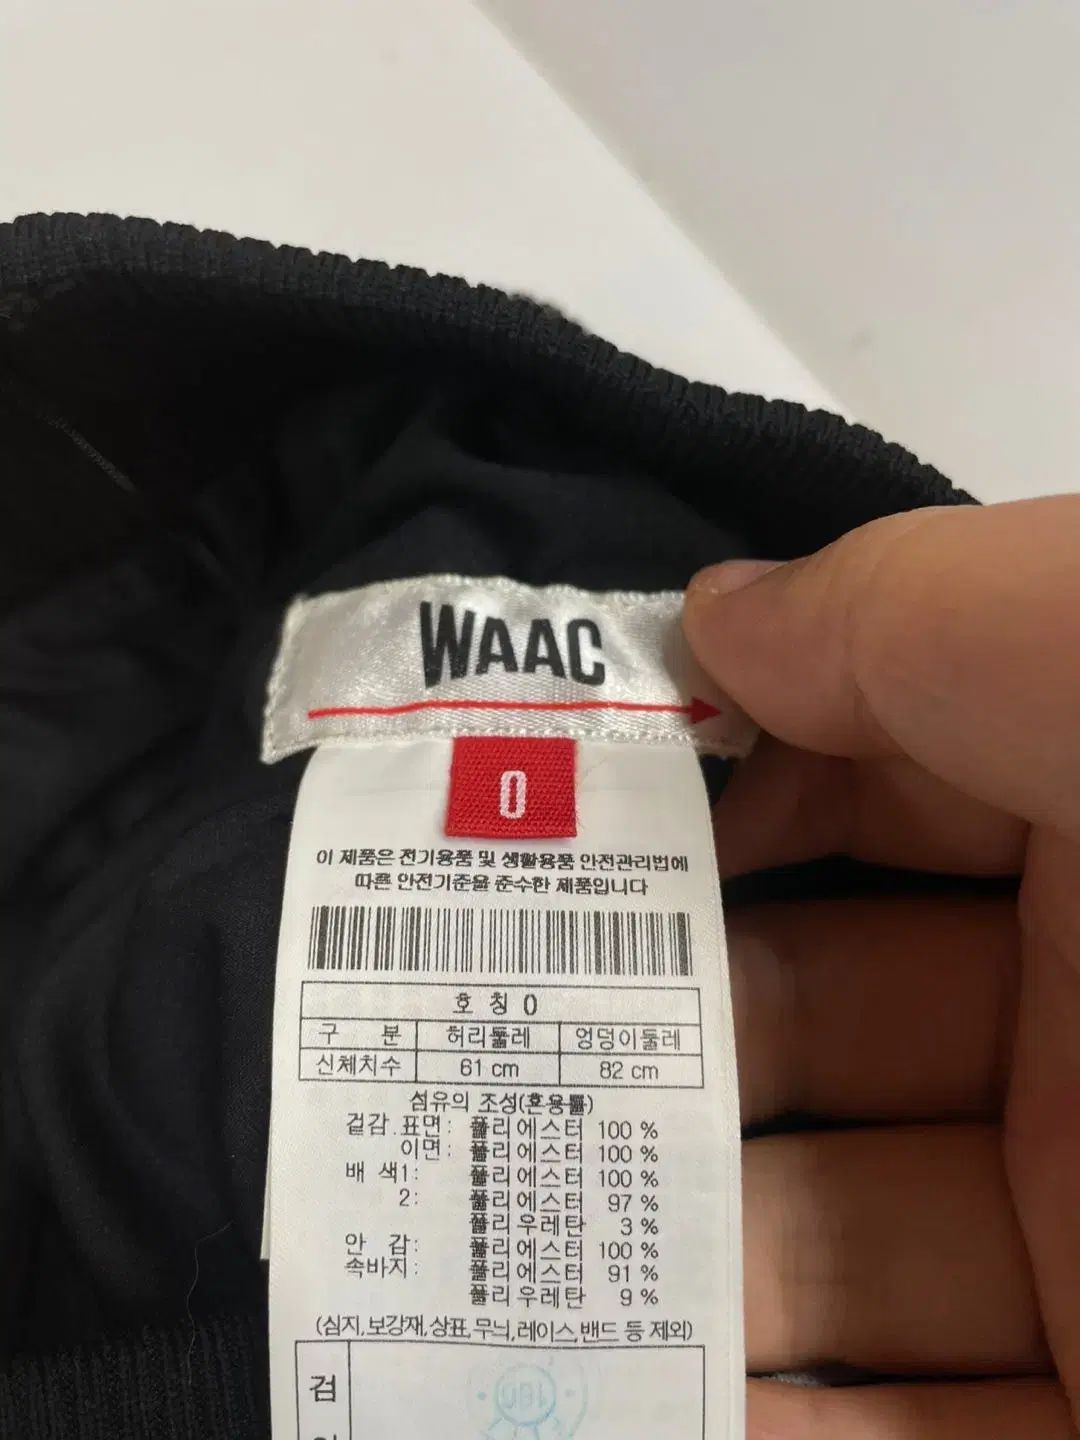 WAAC
0
이 제품은 전기용품 및 생활용품 안전관리법에
따른 안전기준을 준수한 제품입니다
호 칭 0
구 분 허리둘레 엉덩이둘레
신체치수 61 cm 82 cm
섬유의 조성(혼용률)
겉감.표면: 폴리에스터 100 %
이면: 폴리에스터 100 %
배 색1: 폴리에스터 100 %
2: 폴리에스터 97 %
폴리우레탄 3 %
안 감: 폴리에스터 100 %
속바지: 폴리에스터 91 %
폴리우레탄 9 %
(심지,보강재,상표,무늬,레이스,밴드 등 제외)
검